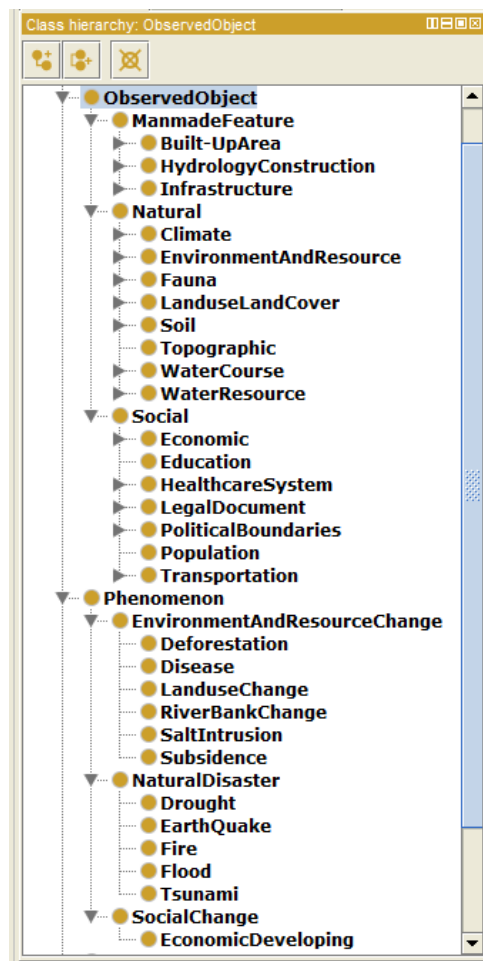 Class hierarchy: ObservedObject
ObservedObject
ManmadeFeature
Built-UpArea
HydrologyConstruction
Infrastructure
Natural
Climate
EnvironmentAndResource
Fauna
LanduseLandCover
Soil
Topographic
WaterCourse
WaterResource
Social
Economic
Education
HealthcareSystem
LegalDocument
PoliticalBoundaries
Population
Transportation
Phenomenon
EnvironmentAndResourceChange
Deforestation
Disease
LanduseChange
RiverBankChange
SaltIntrusion
Subsidence
NaturalDisaster
Drought
EarthQuake
Fire
Flood
Tsunami
SocialChange
EconomicDeveloping